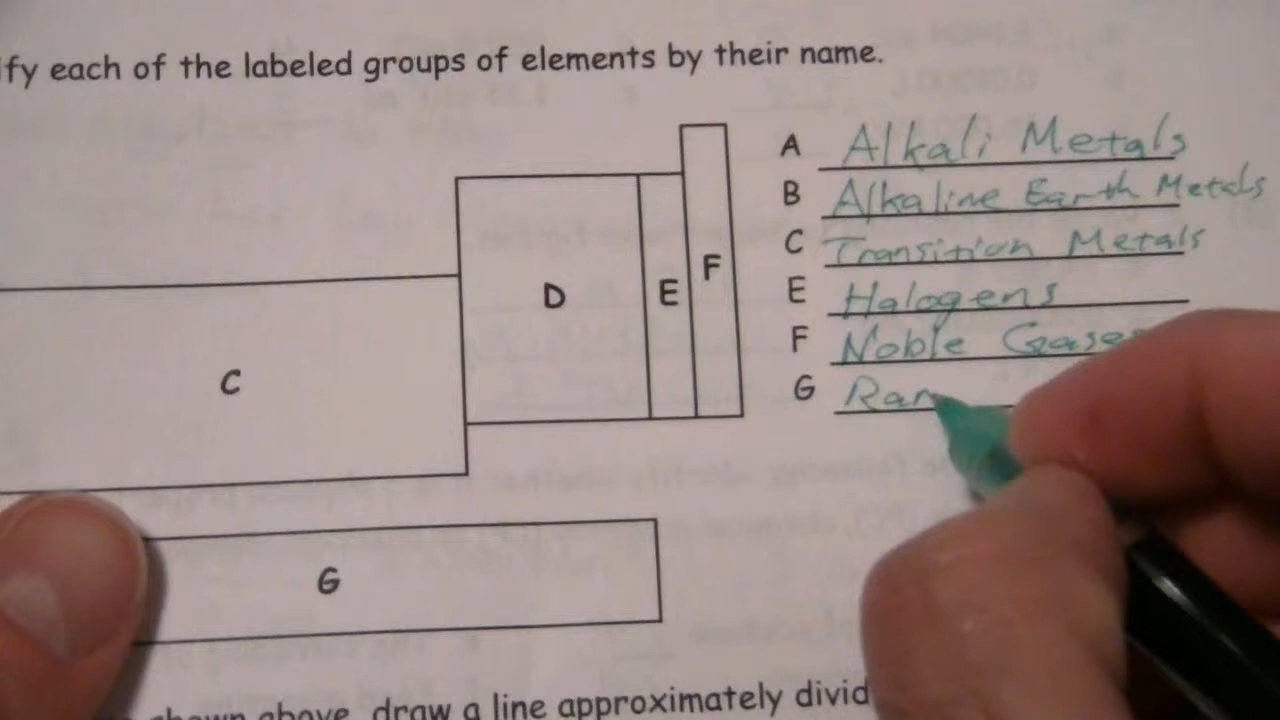 ify each of the labeled groups of elements by their name.
A Alkali Metals
B Alkaline Earth Metals
C Transition Metals
E Halogens
F Noble Gases
G Rar
D
E
F
C
G
shown above, draw a line approximately divid